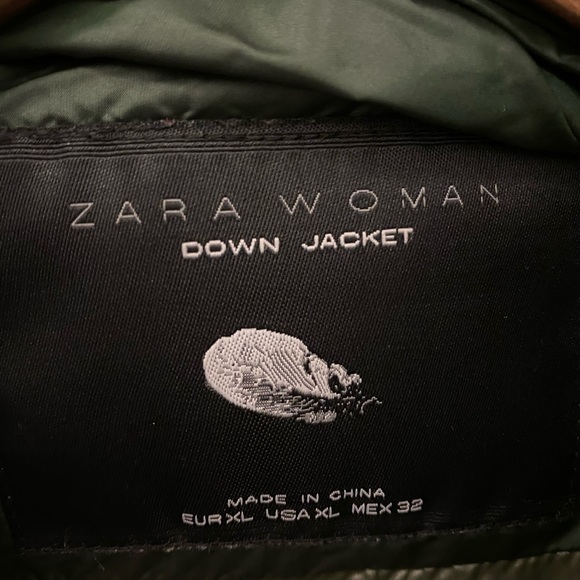 ZARA WOMAN
DOWN JACKET
MADE IN CHINA
EUR XL USA XL MEX 32